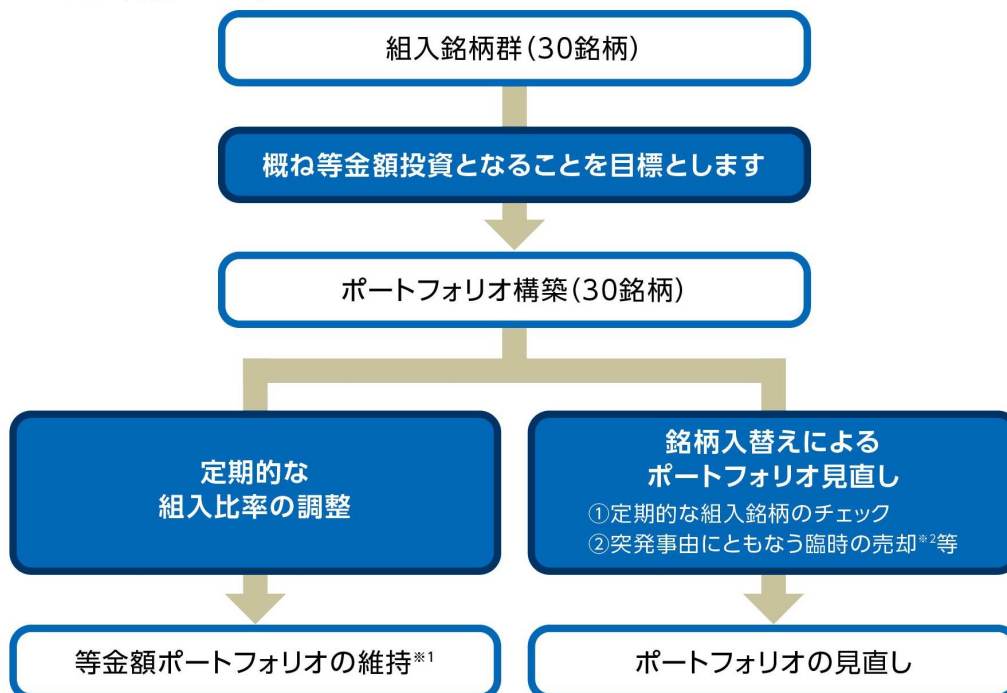 組入銘柄群(30銘柄)
概ね等金額投資となることを目標とします
ポートフォリオ構築(30銘柄)
定期的な
組入比率の調整
銘柄入替えによる
ポートフォリオ見直し
①定期的な組入銘柄のチェック
②突発事由にともなう臨時の売却※2等
等金額ポートフォリオの維持※1
ポートフォリオの見直し